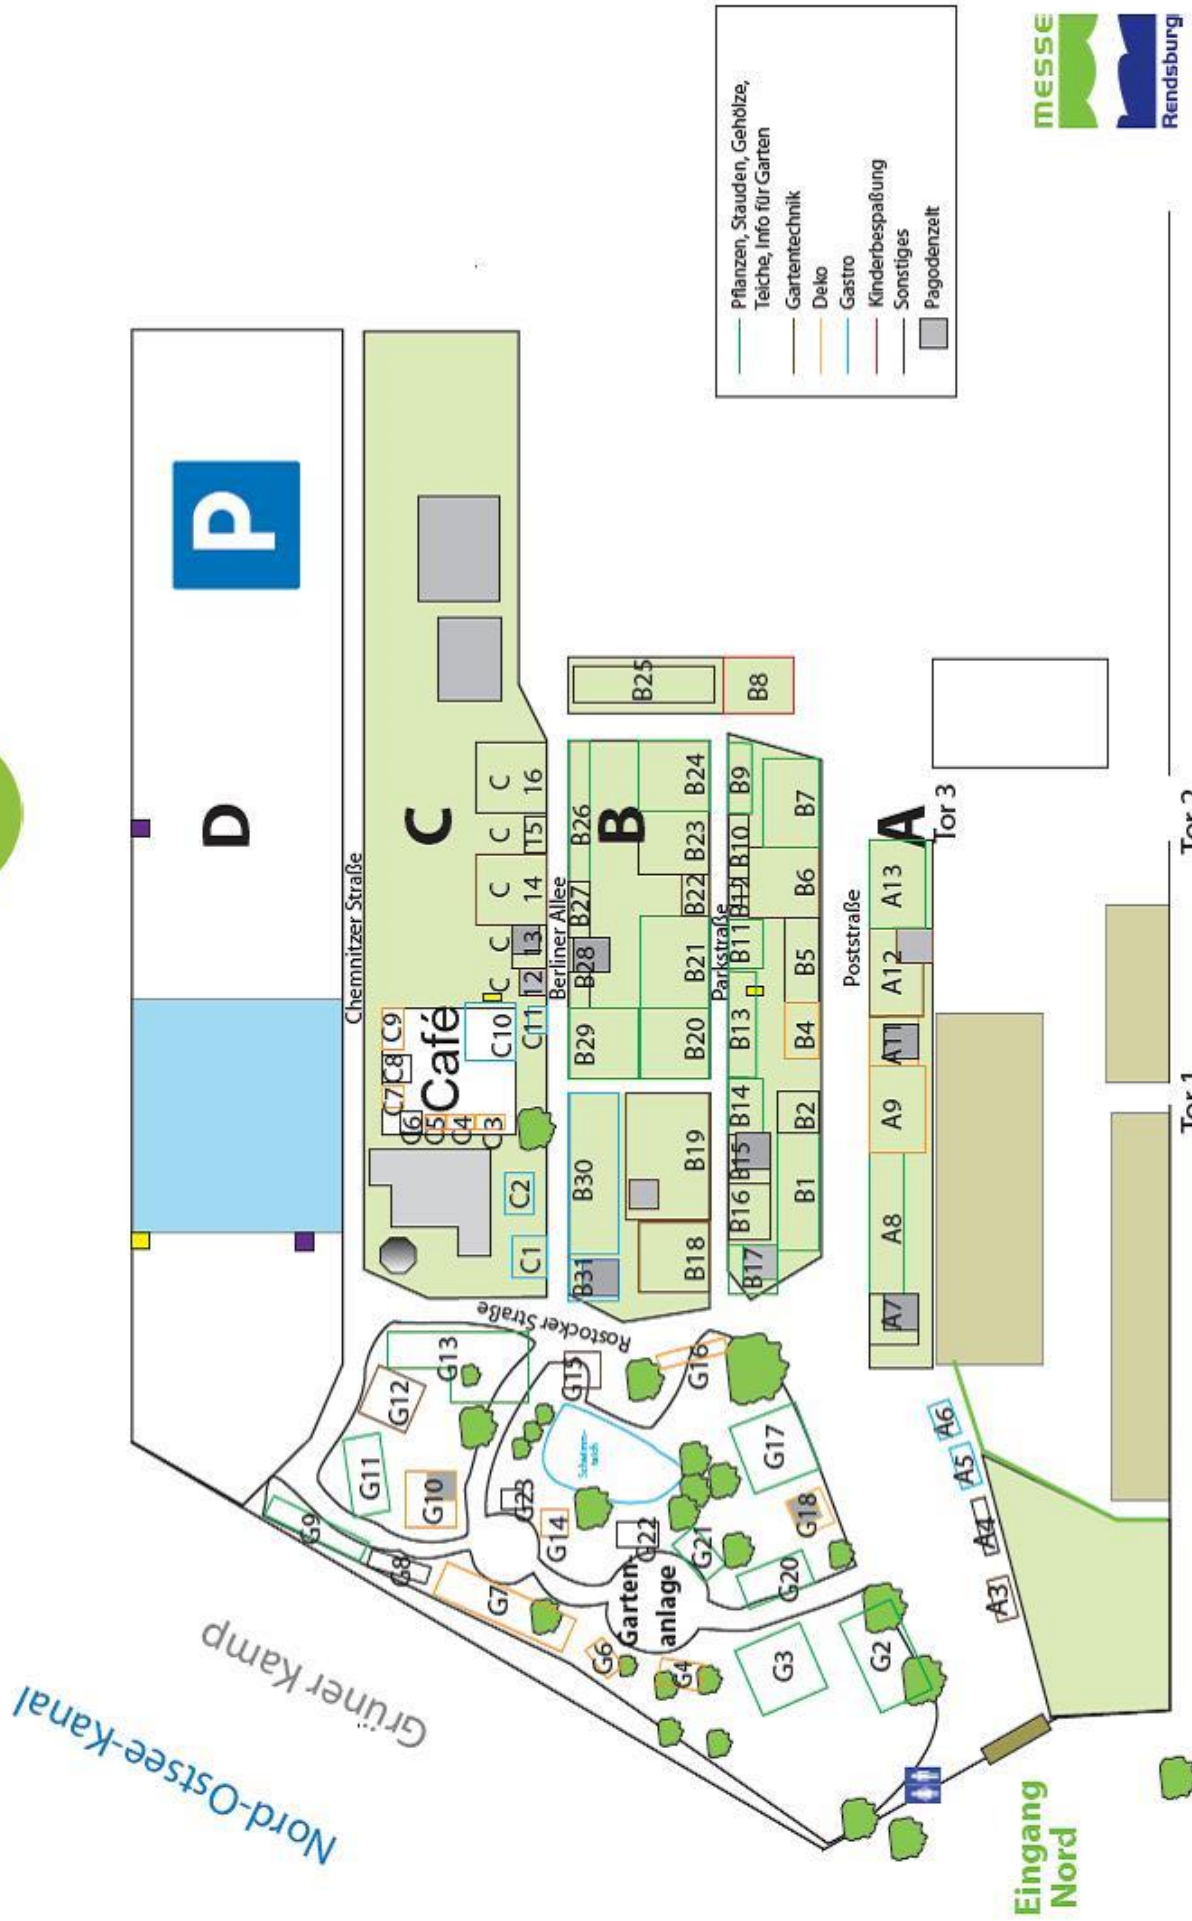 Nord-Ostsee-Kanal
Grüner Kamp
Eingang
Nord
Garten-
anlage
Schwimm-
teich
G2
G3
G4
G6
G7
G8
G9
G10
G11
G12
G13
G14
G15
G16
G17
G18
G20
G21
G22
G23
Rostocker Straße
Chemnitzer Straße
D
P
C
C1
C2
C3
C4
C5
C6
C7
C8
C9
Café
C10
C11
C
12
C
13
C
14
C
15
C
16
Berliner Allee
B
B31
B30
B29
B28
B27
B26
B18
B19
B20
B21
B22
B23
B24
B25
B8
Parkstraße
B17
B16
B15
B14
B13
B11
B12
B10
B9
B1
B2
B4
B5
B6
B7
Poststraße
A
A3
A4
A5
A6
A7
A8
A9
A11
A12
A13
Tor 3
Tor 1
Tor 2
Pflanzen, Stauden, Gehölze,
Teiche, Info für Garten
Gartentechnik
Deko
Gastro
Kinderbespaßung
Sonstiges
Pagodenzelt
messe
Rendsburg